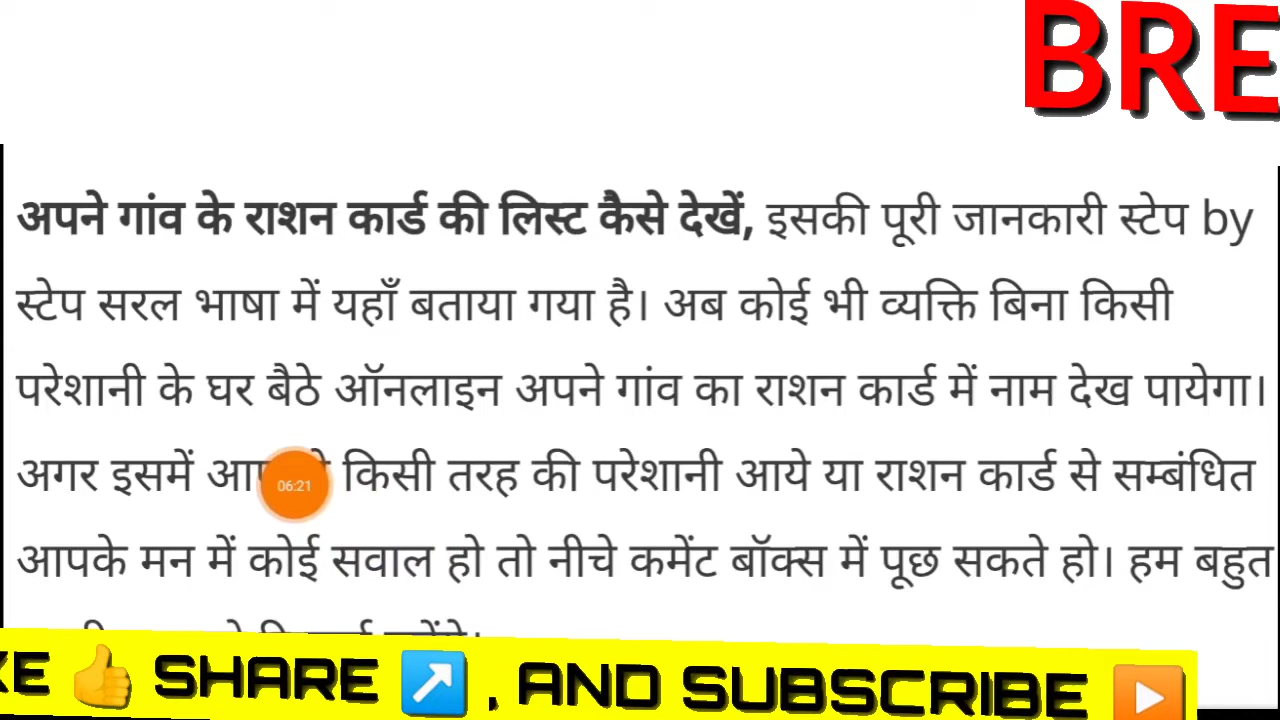 BRE
अपने गांव के राशन कार्ड की लिस्ट कैसे देखें, इसकी पूरी जानकारी स्टेप by
स्टेप सरल भाषा में यहाँ बताया गया है। अब कोई भी व्यक्ति बिना किसी
परेशानी के घर बैठे ऑनलाइन अपने गांव का राशन कार्ड में नाम देख पायेगा।
अगर इसमें किसी तरह की परेशानी आये या राशन कार्ड से सम्बंधित
06:21
आपके मन में कोई सवाल हो तो नीचे कमेंट बॉक्स में पूछ सकते हो। हम बहुत
KE 👍 SHARE ↗ , AND SUBSCRIBE ▶